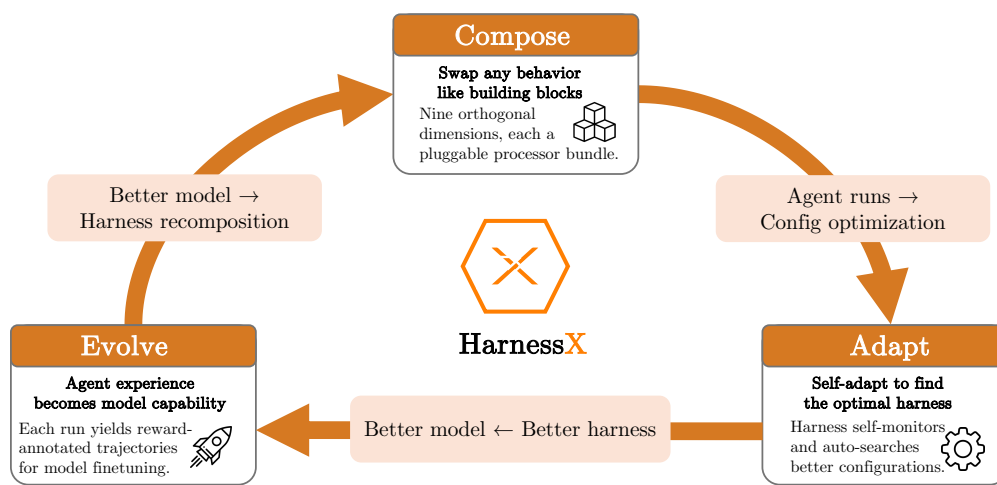 Compose
Swap any behavior
like building blocks
Nine orthogonal
dimensions, each a
pluggable processor bundle.
Better model →
Harness recomposition
Agent runs →
Config optimization
HarnessX
Evolve
Agent experience
becomes model capability
Each run yields reward-
annotated trajectories
for model finetuning.
Better model ← Better harness
Adapt
Self-adapt to find
the optimal harness
Harness self-monitors
and auto-searches
better configurations.